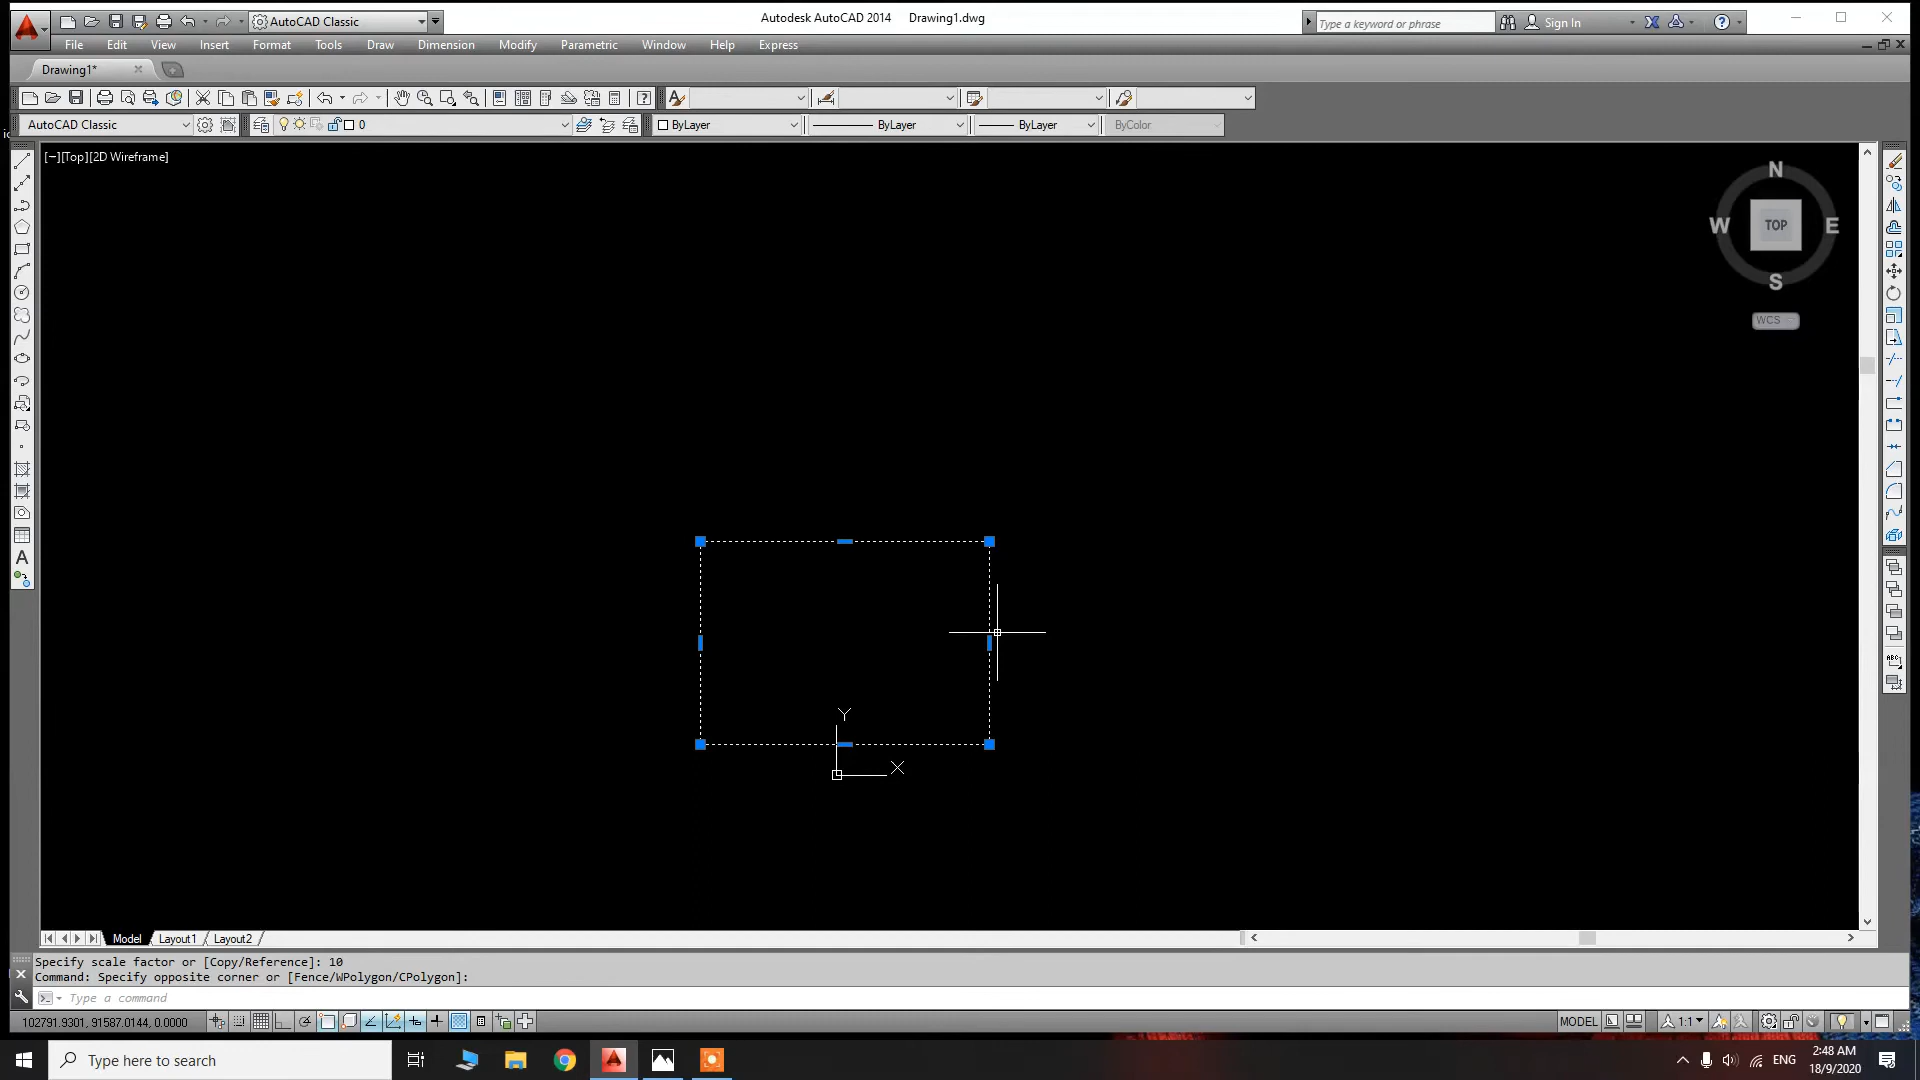 AutoCAD Classic
Autodesk AutoCAD 2014 Drawing1.dwg
Type a keyword or phrase
Sign In
File Edit View Insert Format Tools Draw Dimension Modify Parametric Window Help Express
Drawing1*
AutoCAD Classic
0
ByLayer
ByLayer
ByLayer
ByColor
[−][Top][2D Wireframe]
N
W TOP E
S
WCS
Y
X
A
ABC
Model Layout1 Layout2
Specify scale factor or [Copy/Reference]: 10
Command: Specify opposite corner or [Fence/WPolygon/CPolygon]:
Type a command
102791.9301, 91587.0144, 0.0000
MODEL
1:1
Type here to search
ENG
2:48 AM
18/9/2020